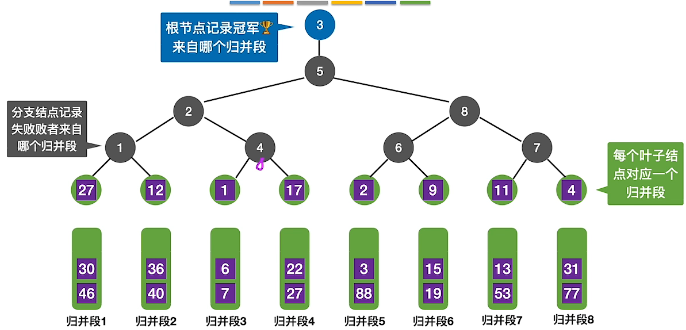 根节点记录冠军🏆
来自哪个归并段
3
5
2
8
分支结点记录
失败败者来自
哪个归并段
1
4
6
7
每个叶子结
点对应一个
归并段
27 12 1 17 2 9 11 4
30 36 6 22 3 15 13 31
46 40 7 27 88 19 53 77
归并段1 归并段2 归并段3 归并段4 归并段5 归并段6 归并段7 归并段8